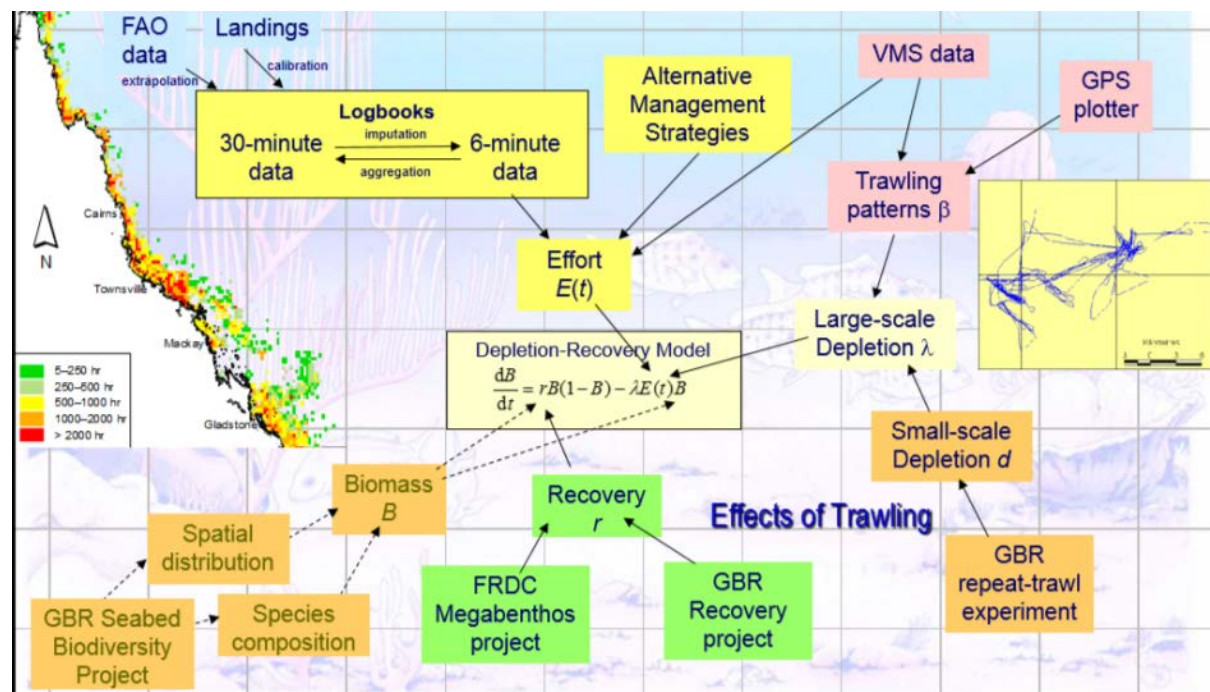 FAO
data
Landings
extrapolation
calibration
Logbooks
imputation
30-minute
data
6-minute
data
aggregation
Alternative
Management
Strategies
VMS data
GPS
plotter
Trawling
patterns β
Effort
E(t)
Large-scale
Depletion λ
Depletion-Recovery Model
dB/dt = rB(1 − B) − λE(t)B
Cairns
N
Townsville
Mackay
Gladstone
5–250 hr
250–500 hr
500–1000 hr
1000–2000 hr
> 2000 hr
Small-scale
Depletion d
Biomass
B
Recovery
r
Effects of Trawling
Spatial
distribution
GBR Seabed
Biodiversity
Project
Species
composition
FRDC
Megabenthos
project
GBR
Recovery
project
GBR
repeat-trawl
experiment